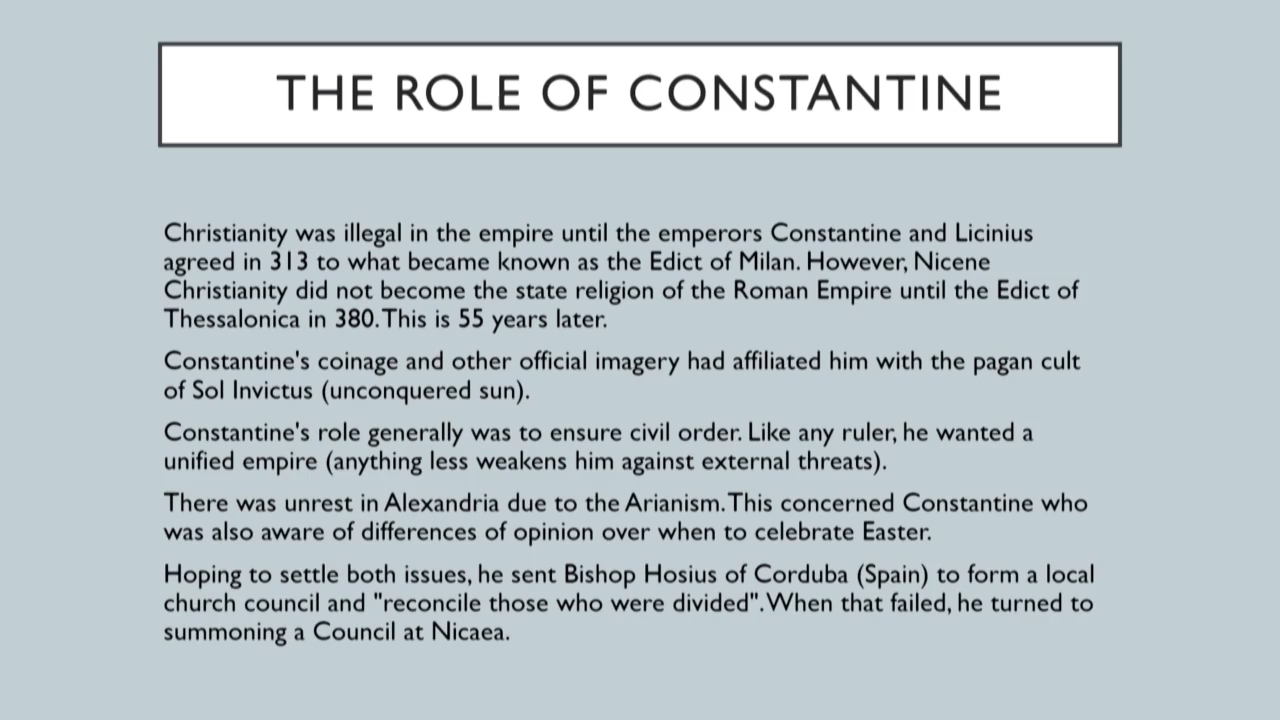 THE ROLE OF CONSTANTINE
Christianity was illegal in the empire until the emperors Constantine and Licinius
agreed in 313 to what became known as the Edict of Milan. However, Nicene
Christianity did not become the state religion of the Roman Empire until the Edict of
Thessalonica in 380. This is 55 years later.
Constantine's coinage and other official imagery had affiliated him with the pagan cult
of Sol Invictus (unconquered sun).
Constantine's role generally was to ensure civil order. Like any ruler, he wanted a
unified empire (anything less weakens him against external threats).
There was unrest in Alexandria due to the Arianism. This concerned Constantine who
was also aware of differences of opinion over when to celebrate Easter.
Hoping to settle both issues, he sent Bishop Hosius of Corduba (Spain) to form a local
church council and "reconcile those who were divided". When that failed, he turned to
summoning a Council at Nicaea.